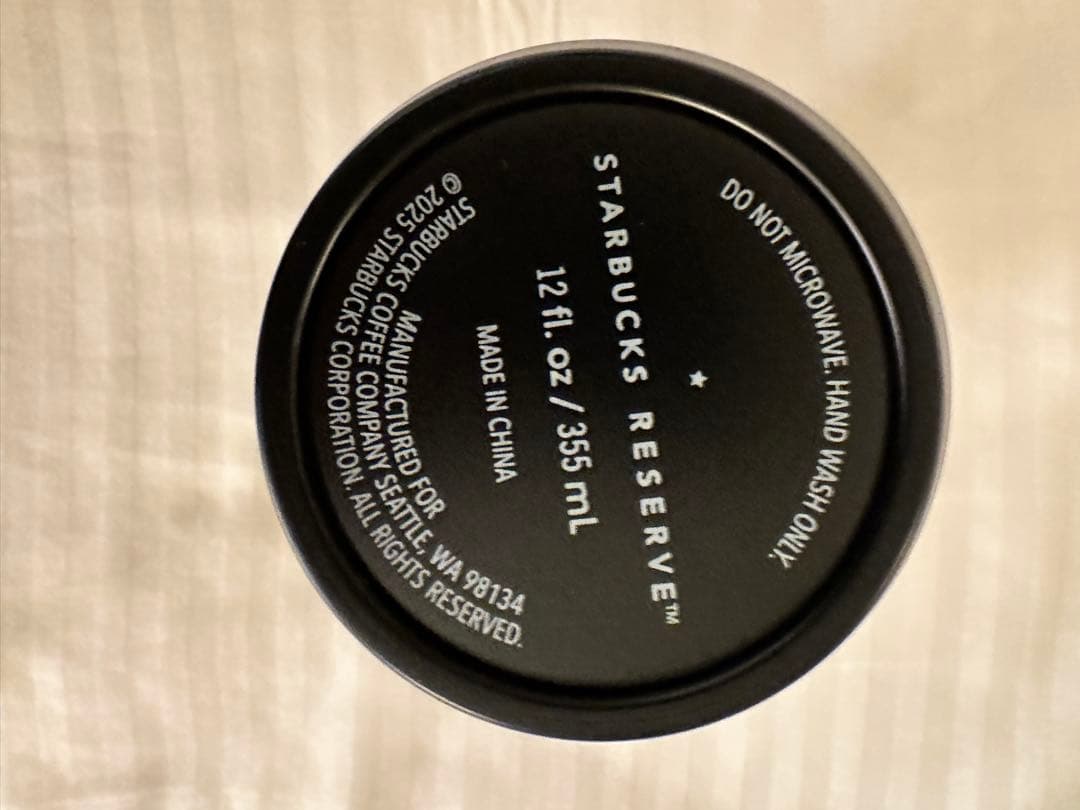 DO NOT MICROWAVE. HAND WASH ONLY.
STARBUCKS RESERVE™
12 fl. oz / 355 mL
MADE IN CHINA
MANUFACTURED FOR
STARBUCKS COFFEE COMPANY SEATTLE, WA 98134
© 2025 STARBUCKS CORPORATION. ALL RIGHTS RESERVED.